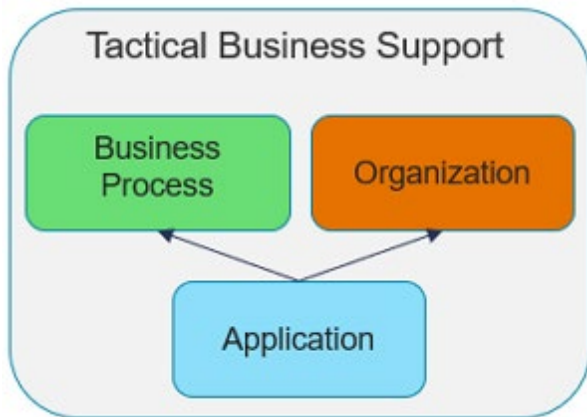 Tactical Business Support
Business
Process
Organization
Application